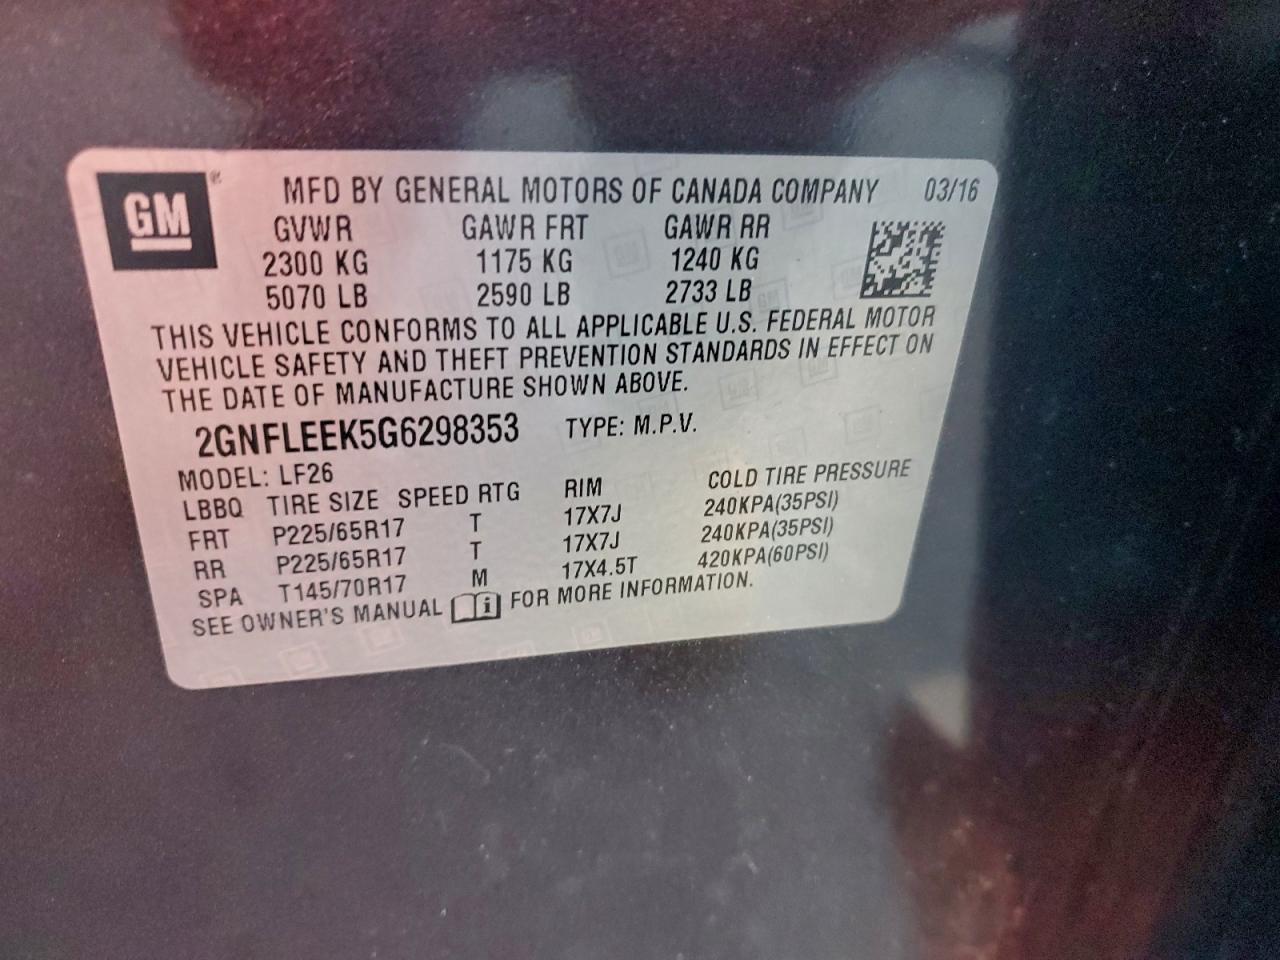 GM® MFD BY GENERAL MOTORS OF CANADA COMPANY 03/16
GVWR GAWR FRT GAWR RR
2300 KG 1175 KG 1240 KG
5070 LB 2590 LB 2733 LB
THIS VEHICLE CONFORMS TO ALL APPLICABLE U.S. FEDERAL MOTOR
VEHICLE SAFETY AND THEFT PREVENTION STANDARDS IN EFFECT ON
THE DATE OF MANUFACTURE SHOWN ABOVE.
2GNFLEEK5G6298353 TYPE: M.P.V.
MODEL: LF26
LBBQ TIRE SIZE SPEED RTG RIM COLD TIRE PRESSURE
FRT P225/65R17 T 17X7J 240KPA(35PSI)
RR P225/65R17 T 17X7J 240KPA(35PSI)
SPA T145/70R17 M 17X4.5T 420KPA(60PSI)
SEE OWNER'S MANUAL FOR MORE INFORMATION.